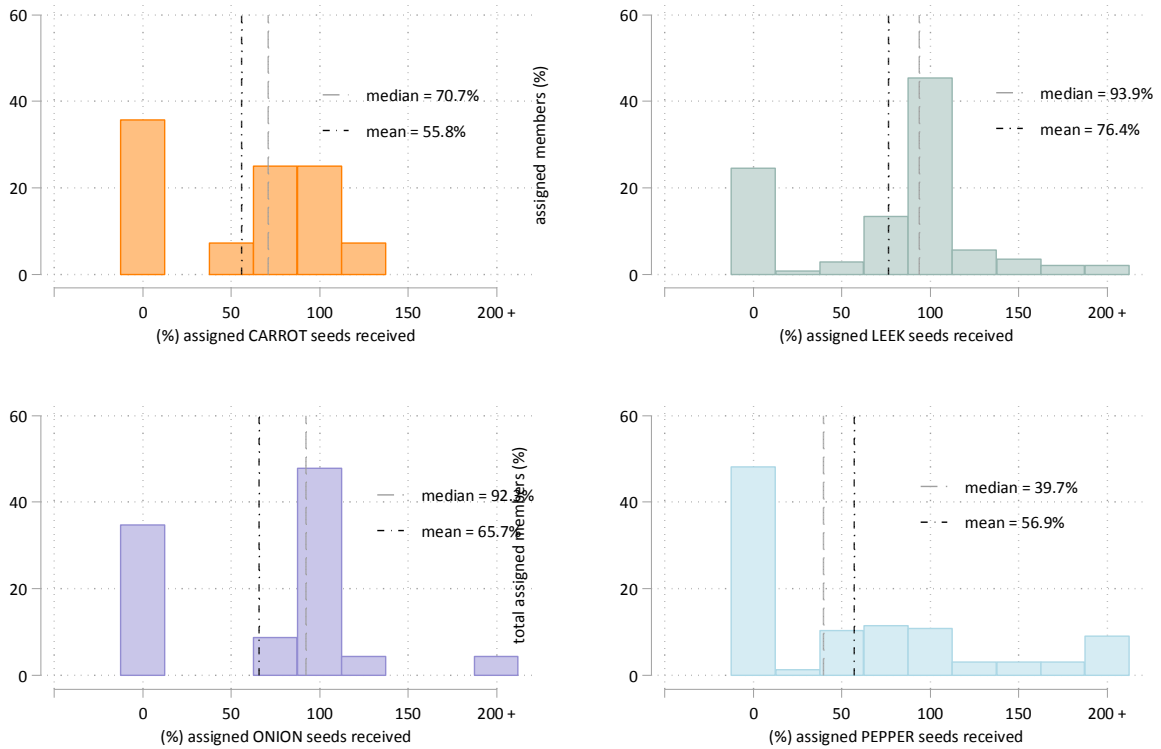 60
40
20
0
median = 70.7%
mean = 55.8%
0 50 100 150 200 +
(%) assigned CARROT seeds received
assigned members (%)
60
40
20
0
median = 93.9%
mean = 76.4%
0 50 100 150 200 +
(%) assigned LEEK seeds received
60
40
20
0
median = 92.3%
mean = 65.7%
0 50 100 150 200 +
(%) assigned ONION seeds received
total assigned members (%)
60
40
20
0
median = 39.7%
mean = 56.9%
0 50 100 150 200 +
(%) assigned PEPPER seeds received